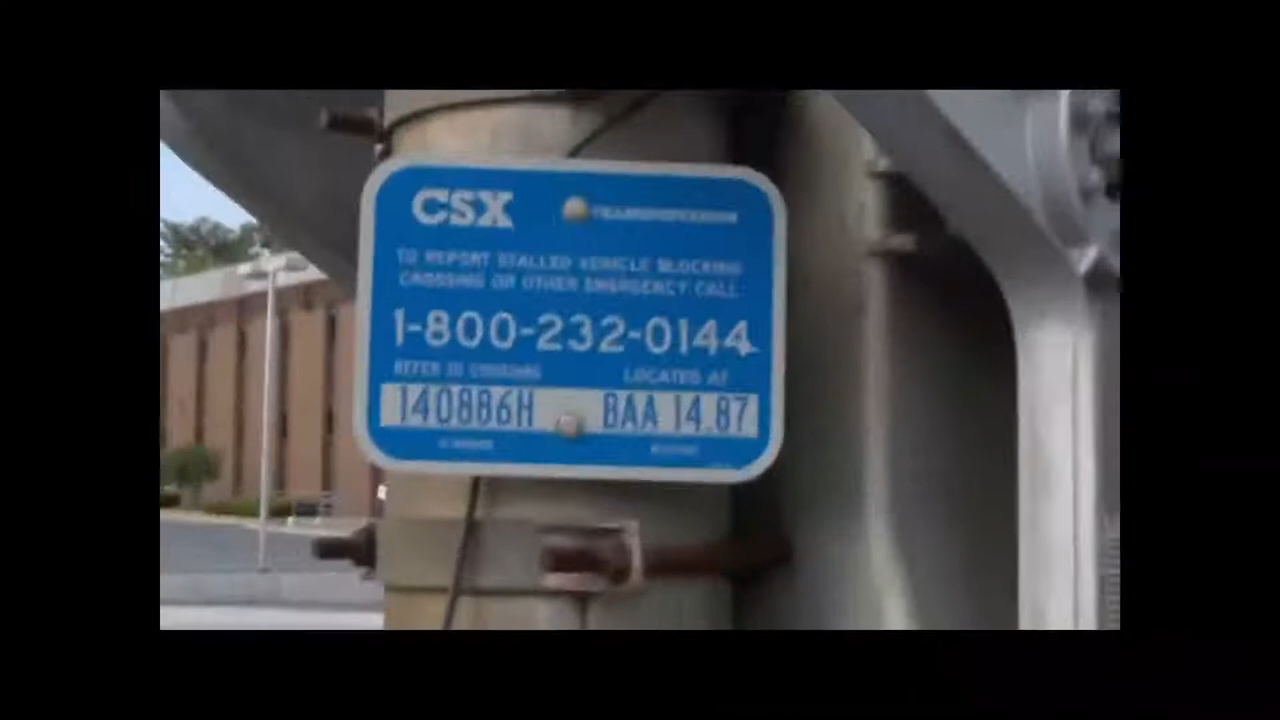 CSX TRANSPORTATION
TO REPORT STALLED VEHICLE BLOCKING
CROSSING OR OTHER EMERGENCY CALL
1-800-232-0144
REFER TO CROSSING LOCATED AT
140886H BAA 14.87